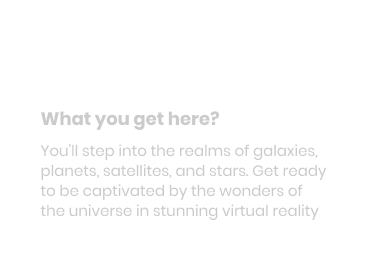 What you get here?
You'll step into the realms of galaxies,
planets, satellites, and stars. Get ready
to be captivated by the wonders of
the universe in stunning virtual reality